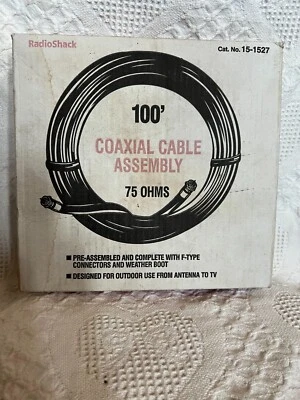 RadioShack Cat. No. 15-1527
100'
COAXIAL CABLE
ASSEMBLY
75 OHMS
■ PRE-ASSEMBLED AND COMPLETE WITH F-TYPE
CONNECTORS AND WEATHER BOOT
■ DESIGNED FOR OUTDOOR USE FROM ANTENNA TO TV